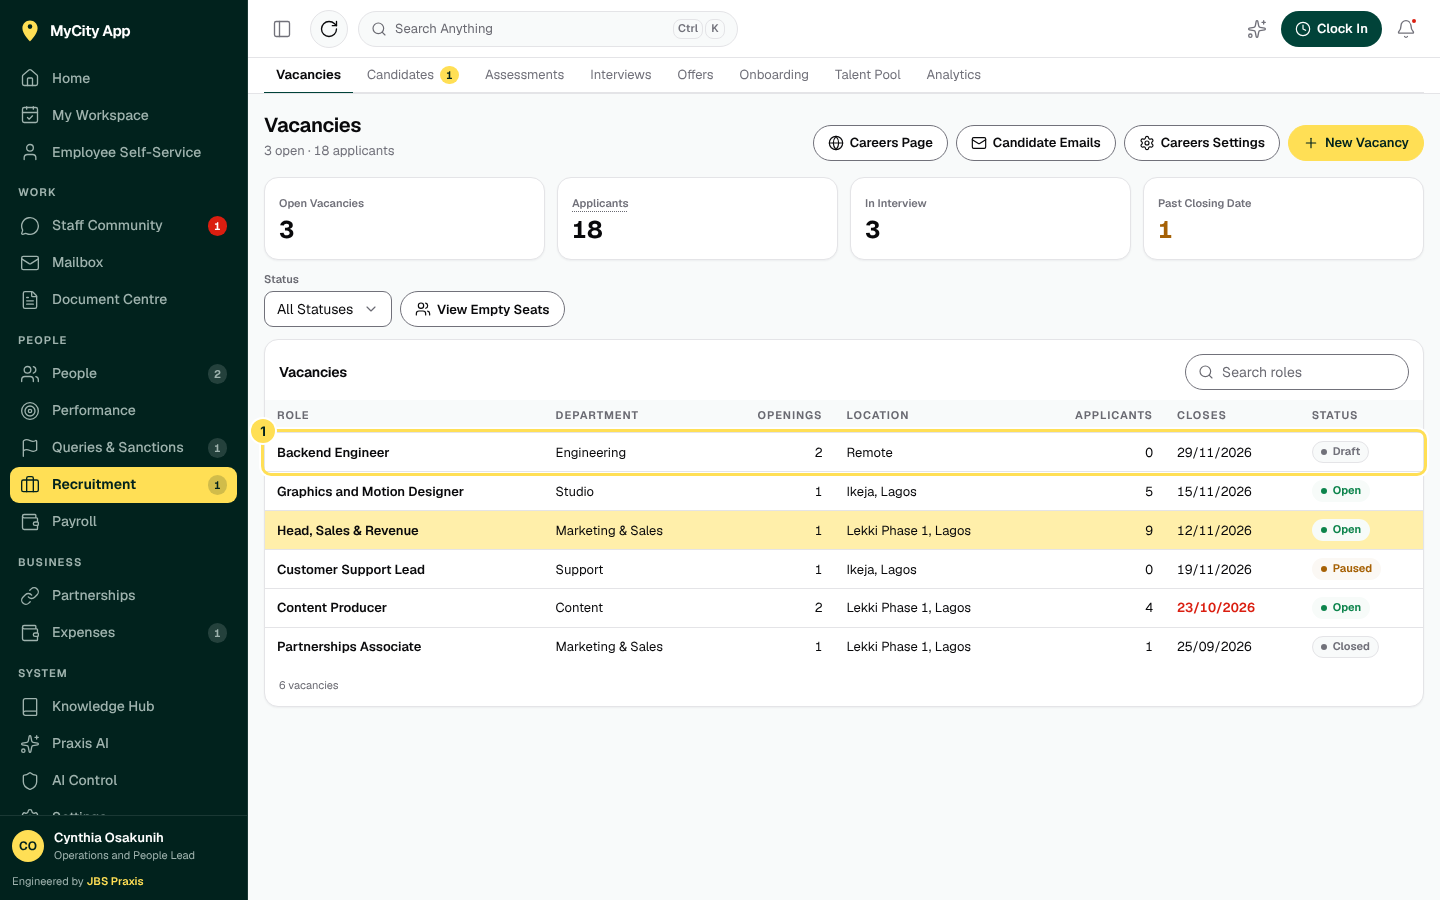 MyCity App
Home
My Workspace
Employee Self-Service
WORK
Staff Community 1
Mailbox
Document Centre
PEOPLE
People 2
Performance
Queries & Sanctions 1
Recruitment 1
Payroll
BUSINESS
Partnerships
Expenses 1
SYSTEM
Knowledge Hub
Praxis AI
AI Control
CO Cynthia Osakunih
Operations and People Lead
Engineered by JBS Praxis
Search Anything Ctrl K
Clock In
Vacancies Candidates 1 Assessments Interviews Offers Onboarding Talent Pool Analytics
Vacancies
3 open · 18 applicants
Careers Page Candidate Emails Careers Settings New Vacancy
Open Vacancies Applicants In Interview Past Closing Date
3 18 3 1
Status
All Statuses View Empty Seats
Vacancies Search roles
ROLE DEPARTMENT OPENINGS LOCATION APPLICANTS CLOSES STATUS
1
Backend Engineer Engineering 2 Remote 0 29/11/2026 Draft
Graphics and Motion Designer Studio 1 Ikeja, Lagos 5 15/11/2026 Open
Head, Sales & Revenue Marketing & Sales 1 Lekki Phase 1, Lagos 9 12/11/2026 Open
Customer Support Lead Support 1 Ikeja, Lagos 0 19/11/2026 Paused
Content Producer Content 2 Lekki Phase 1, Lagos 4 23/10/2026 Open
Partnerships Associate Marketing & Sales 1 Lekki Phase 1, Lagos 1 25/09/2026 Closed
6 vacancies